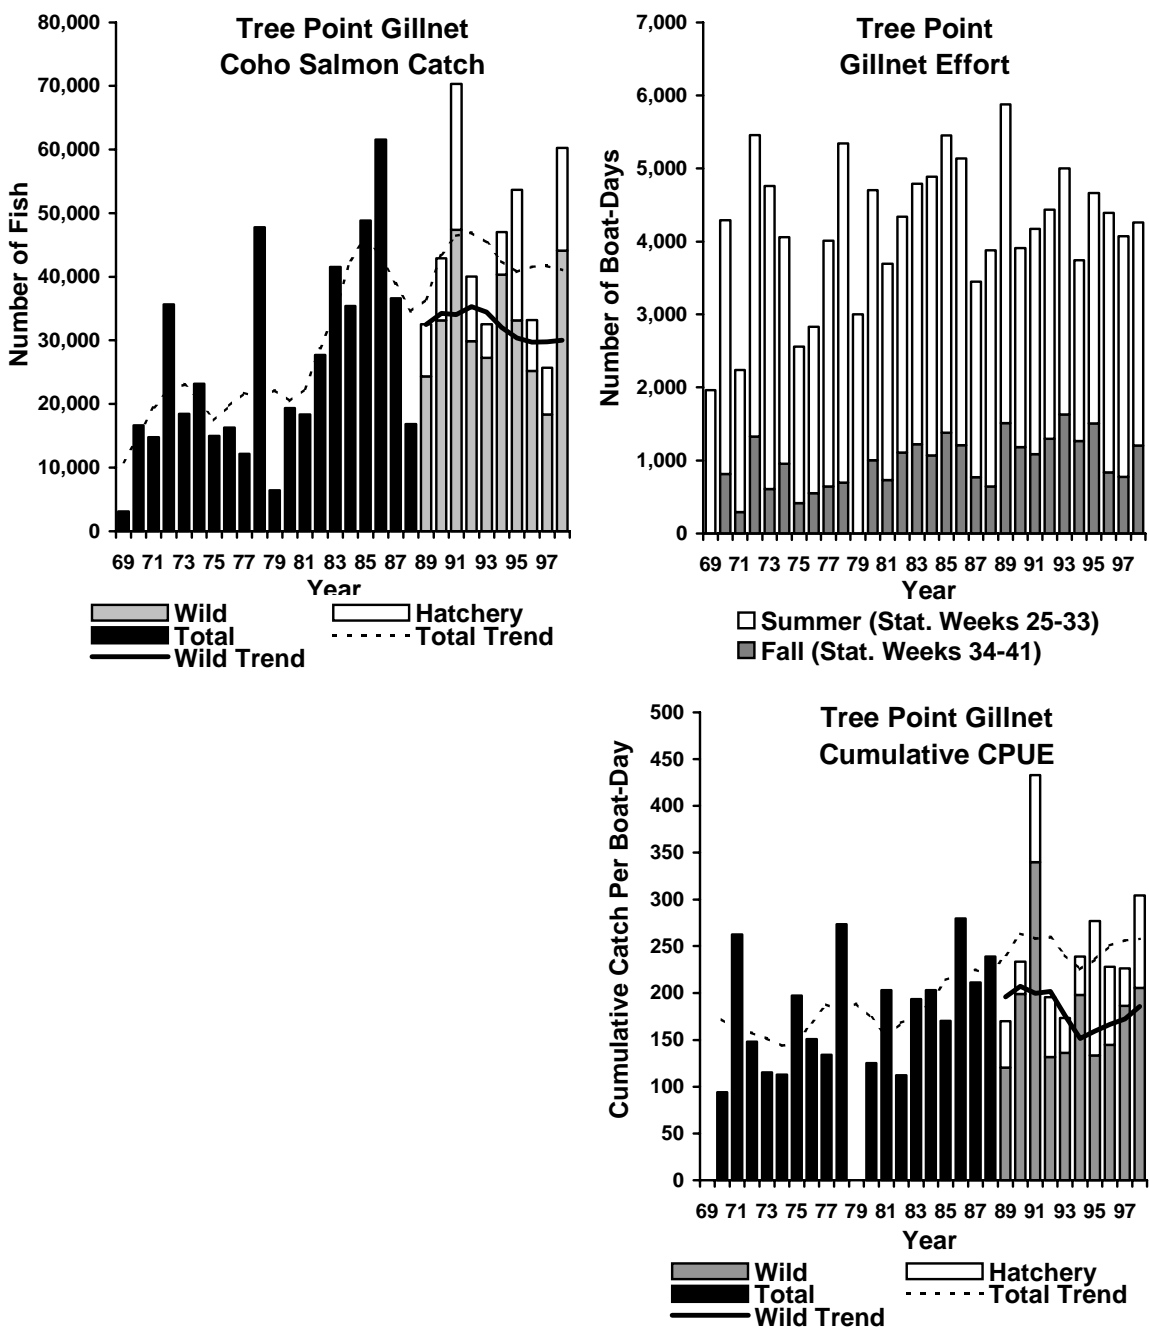 Tree Point Gillnet
Coho Salmon Catch
Number of Fish
80,000
70,000
60,000
50,000
40,000
30,000
20,000
10,000
0
69 71 73 75 77 79 81 83 85 87 89 91 93 95 97
Year
Wild Hatchery
Total Total Trend
Wild Trend
Tree Point
Gillnet Effort
Number of Boat-Days
7,000
6,000
5,000
4,000
3,000
2,000
1,000
0
69 71 73 75 77 79 81 83 85 87 89 91 93 95 97
Year
Summer (Stat. Weeks 25-33)
Fall (Stat. Weeks 34-41)
Tree Point Gillnet
Cumulative CPUE
Cumulative Catch Per Boat-Day
500
450
400
350
300
250
200
150
100
50
0
69 71 73 75 77 79 81 83 85 87 89 91 93 95 97
Year
Wild Hatchery
Total Total Trend
Wild Trend